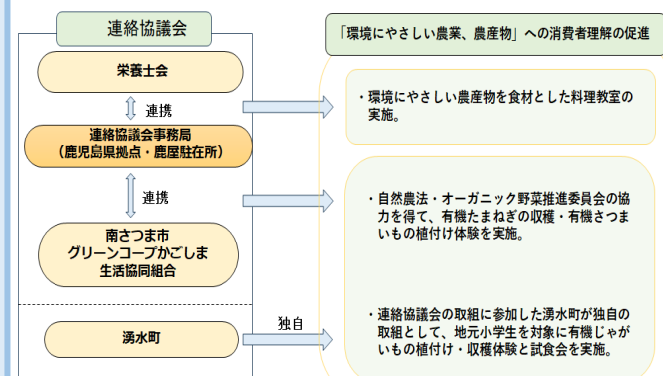 連絡協議会
栄養士会
連携
連絡協議会事務局
（鹿児島県拠点・鹿屋駐在所）
連携
南さつま市
グリーンコープかごしま
生活協同組合
湧水町
独自
「環境にやさしい農業、農産物」への消費者理解の促進
・環境にやさしい農産物を食材とした料理教室の
実施。
・自然農法・オーガニック野菜推進委員会の協
力を得て、有機たまねぎの収穫・有機さつま
いもの植付け体験を実施。
・連絡協議会の取組に参加した湧水町が独自の
取組として、地元小学生を対象に有機じゃが
いもの植付け・収穫体験と試食会を実施。